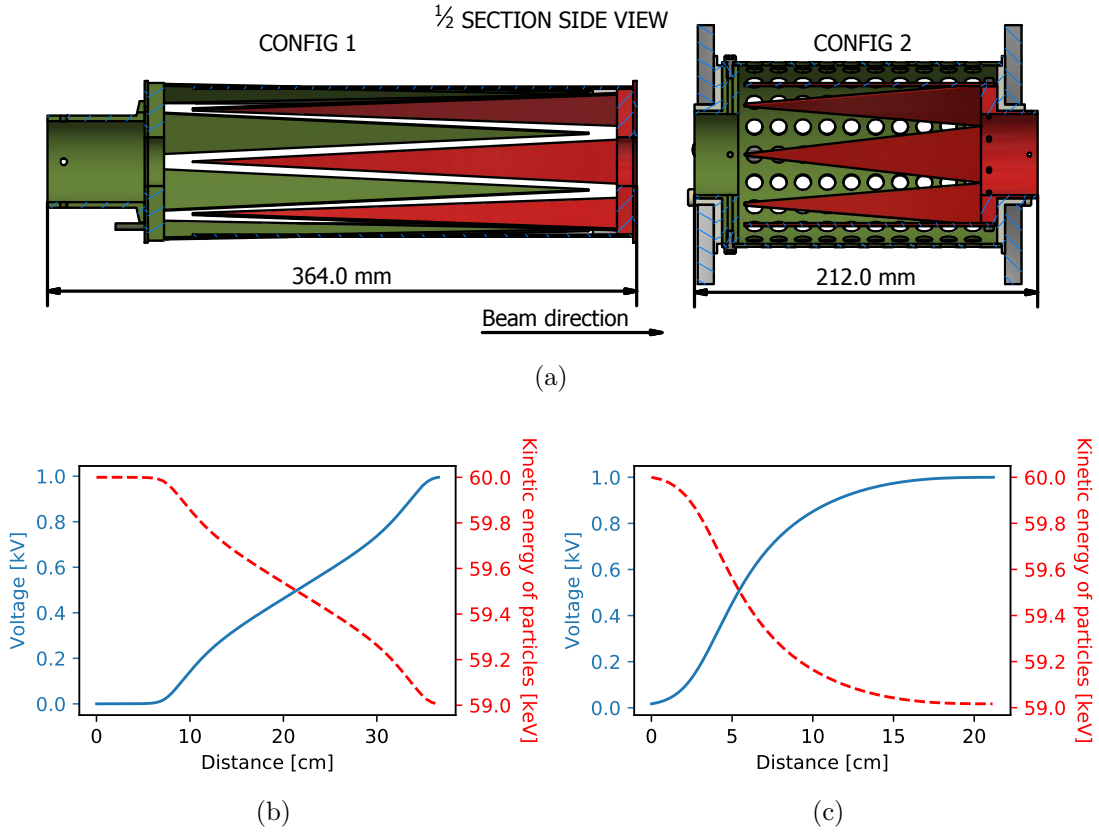 ½ SECTION SIDE VIEW
CONFIG 1
CONFIG 2
364.0 mm
212.0 mm
Beam direction
(a)
Voltage [kV]
1.0
0.8
0.6
0.4
0.2
0.0
0 10 20 30
Distance [cm]
60.0
59.8
59.6
59.4
59.2
59.0
Kinetic energy of particles [keV]
(b)
Voltage [kV]
1.0
0.8
0.6
0.4
0.2
0.0
0 5 10 15 20
Distance [cm]
60.0
59.8
59.6
59.4
59.2
59.0
Kinetic energy of particles [keV]
(c)